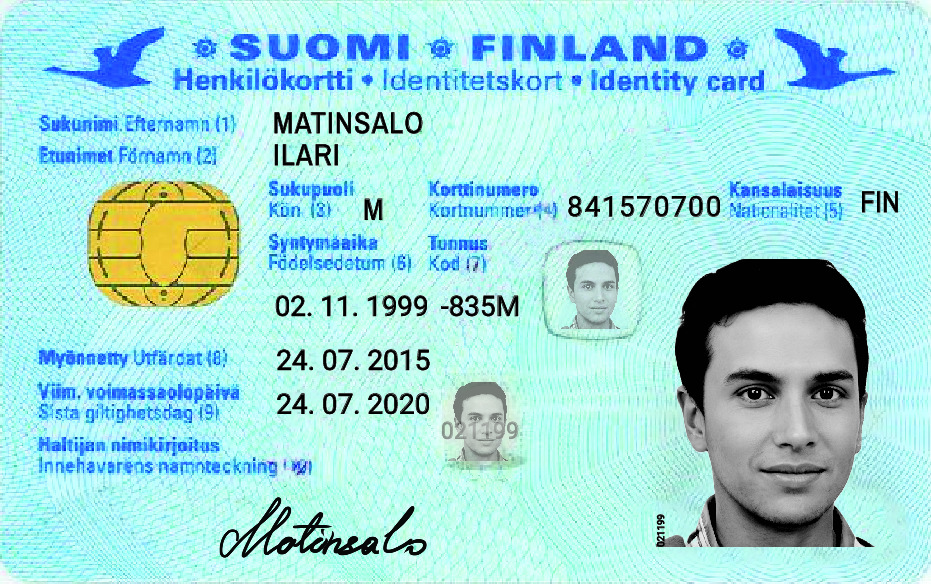 SUOMI FINLAND
Henkilökortti • Identitetskort • Identity card
Sukunimi Efternamn (1) MATINSALO
Etunimet Förnamn (2) ILARI
Sukupuoli Korttinumero Kansalaisuus
Kön (3) M Kortnummer (4) 841570700 Nationalitet (5) FIN
Syntymäaika Tunnus
Födelsedetum (6) Kod (7)
02. 11. 1999 -835M
Myönnetty Utfärdat (8) 24. 07. 2015
Viim. voimassaolopäivä
Sista giltighetsdag (9) 24. 07. 2020
021199
Haltijan nimikirjoitus
Innehavarens namnteckning
Matinsalo
021199